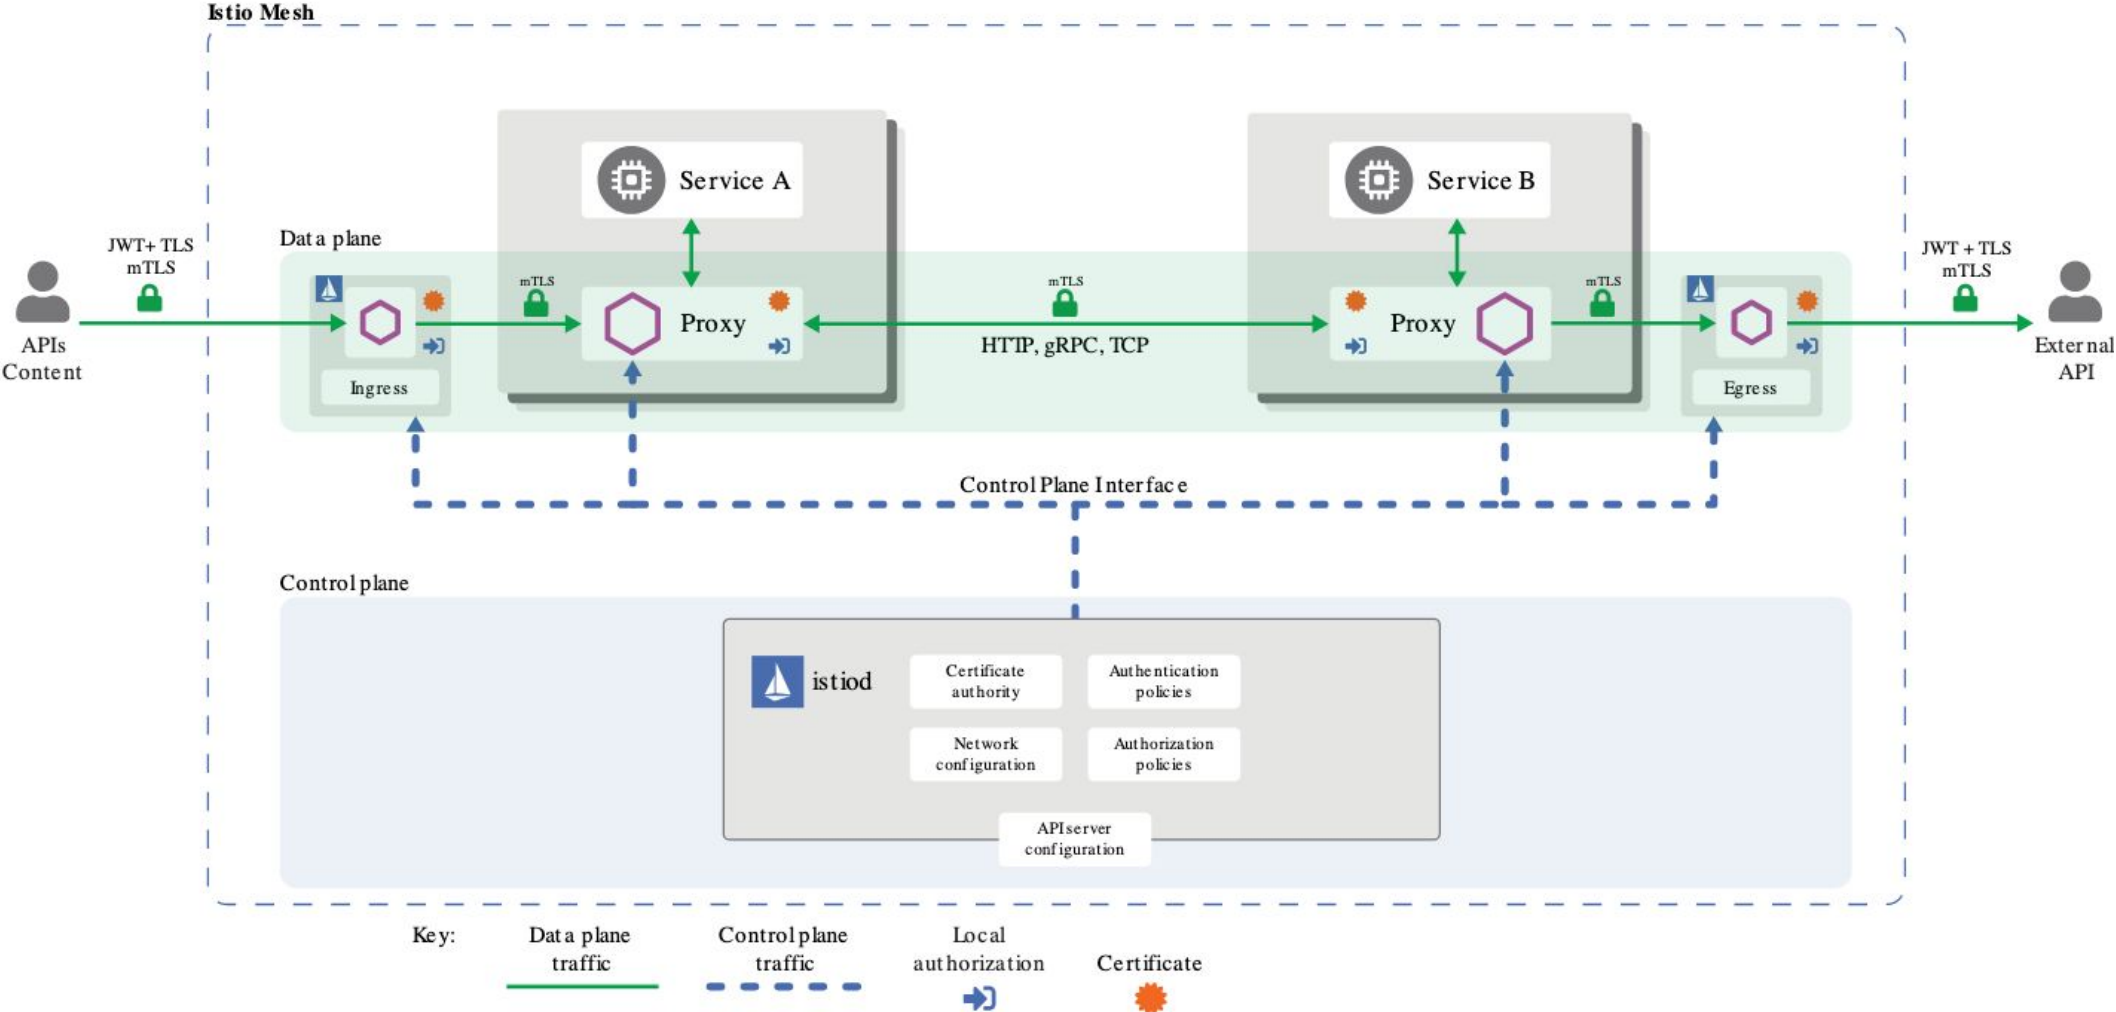 Istio Mesh
Data plane
Service A
Service B
JWT+ TLS
mTLS
JWT + TLS
mTLS
mTLS
mTLS
mTLS
Proxy
HTTP, gRPC, TCP
Proxy
APIs
Content
Ingress
Egress
External
API
Control Plane Interface
Control plane
istiod
Certificate
authority
Authentication
policies
Network
configuration
Authorization
policies
API server
configuration
Key:
Data plane
traffic
Control plane
traffic
Local
authorization
Certificate